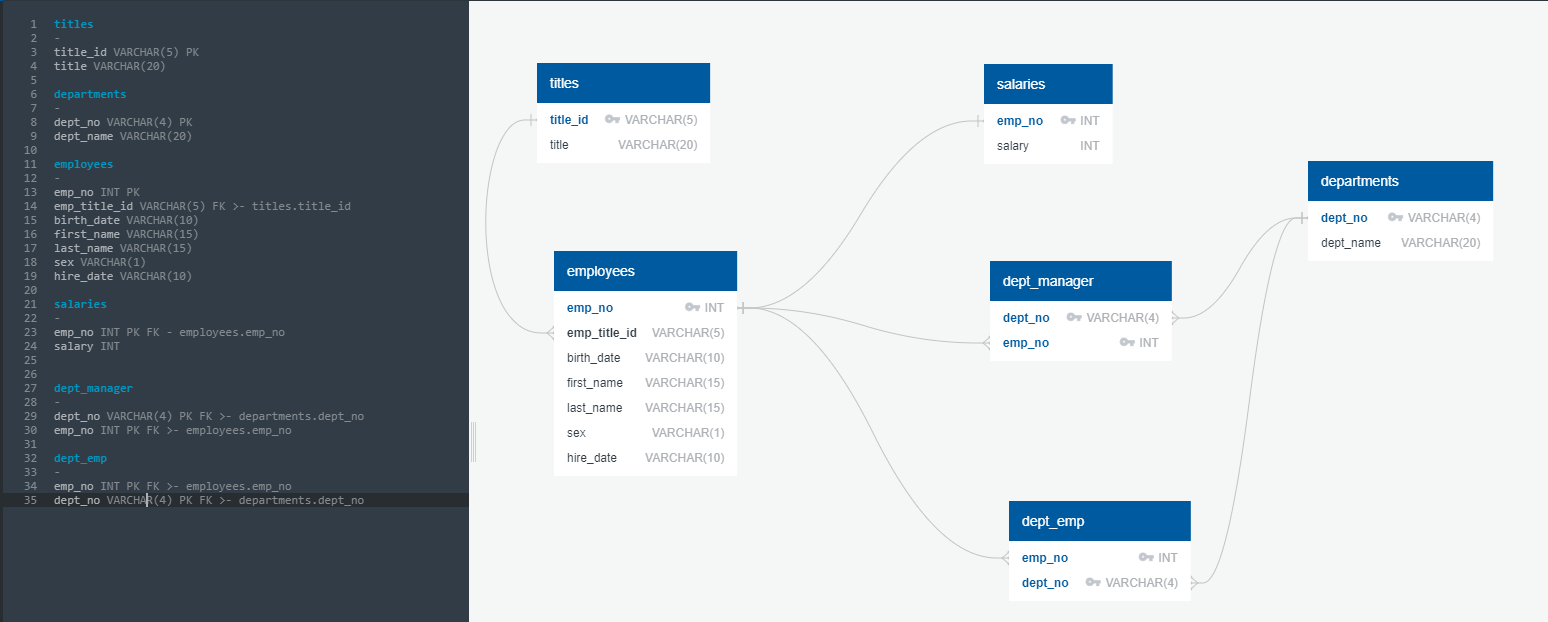 1 titles
2 -
3 title_id VARCHAR(5) PK
4 title VARCHAR(20)
5
6 departments
7 -
8 dept_no VARCHAR(4) PK
9 dept_name VARCHAR(20)
10
11 employees
12 -
13 emp_no INT PK
14 emp_title_id VARCHAR(5) FK >- titles.title_id
15 birth_date VARCHAR(10)
16 first_name VARCHAR(15)
17 last_name VARCHAR(15)
18 sex VARCHAR(1)
19 hire_date VARCHAR(10)
20
21 salaries
22 -
23 emp_no INT PK FK - employees.emp_no
24 salary INT
25
26
27 dept_manager
28 -
29 dept_no VARCHAR(4) PK FK >- departments.dept_no
30 emp_no INT PK FK >- employees.emp_no
31
32 dept_emp
33 -
34 emp_no INT PK FK >- employees.emp_no
35 dept_no VARCHAR(4) PK FK >- departments.dept_no
titles
title_id VARCHAR(5)
title VARCHAR(20)
employees
emp_no INT
emp_title_id VARCHAR(5)
birth_date VARCHAR(10)
first_name VARCHAR(15)
last_name VARCHAR(15)
sex VARCHAR(1)
hire_date VARCHAR(10)
salaries
emp_no INT
salary INT
dept_manager
dept_no VARCHAR(4)
emp_no INT
dept_emp
emp_no INT
dept_no VARCHAR(4)
departments
dept_no VARCHAR(4)
dept_name VARCHAR(20)